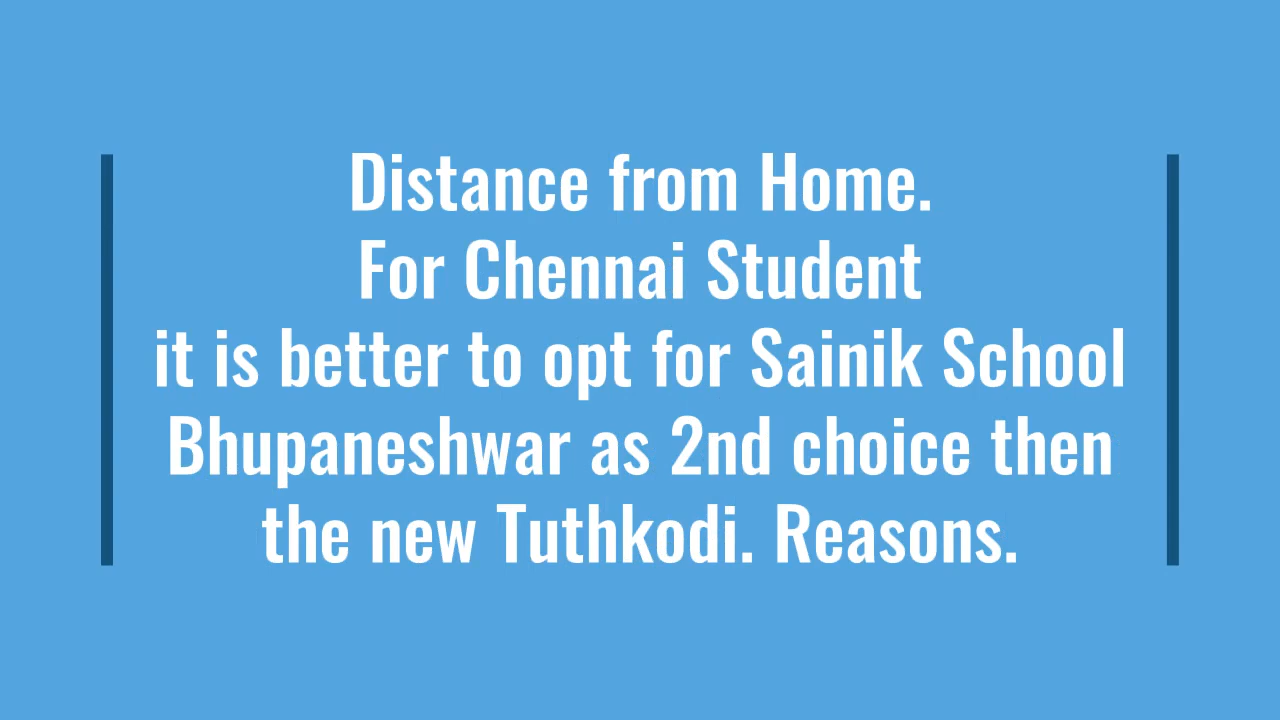 Distance from Home.
For Chennai Student
it is better to opt for Sainik School
Bhupaneshwar as 2nd choice then
the new Tuthkodi. Reasons.